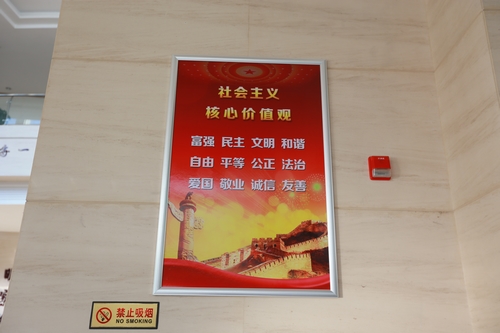 社会主义
核心价值观
富强 民主 文明 和谐
自由 平等 公正 法治
爱国 敬业 诚信 友善
禁止吸烟
NO SMOKING